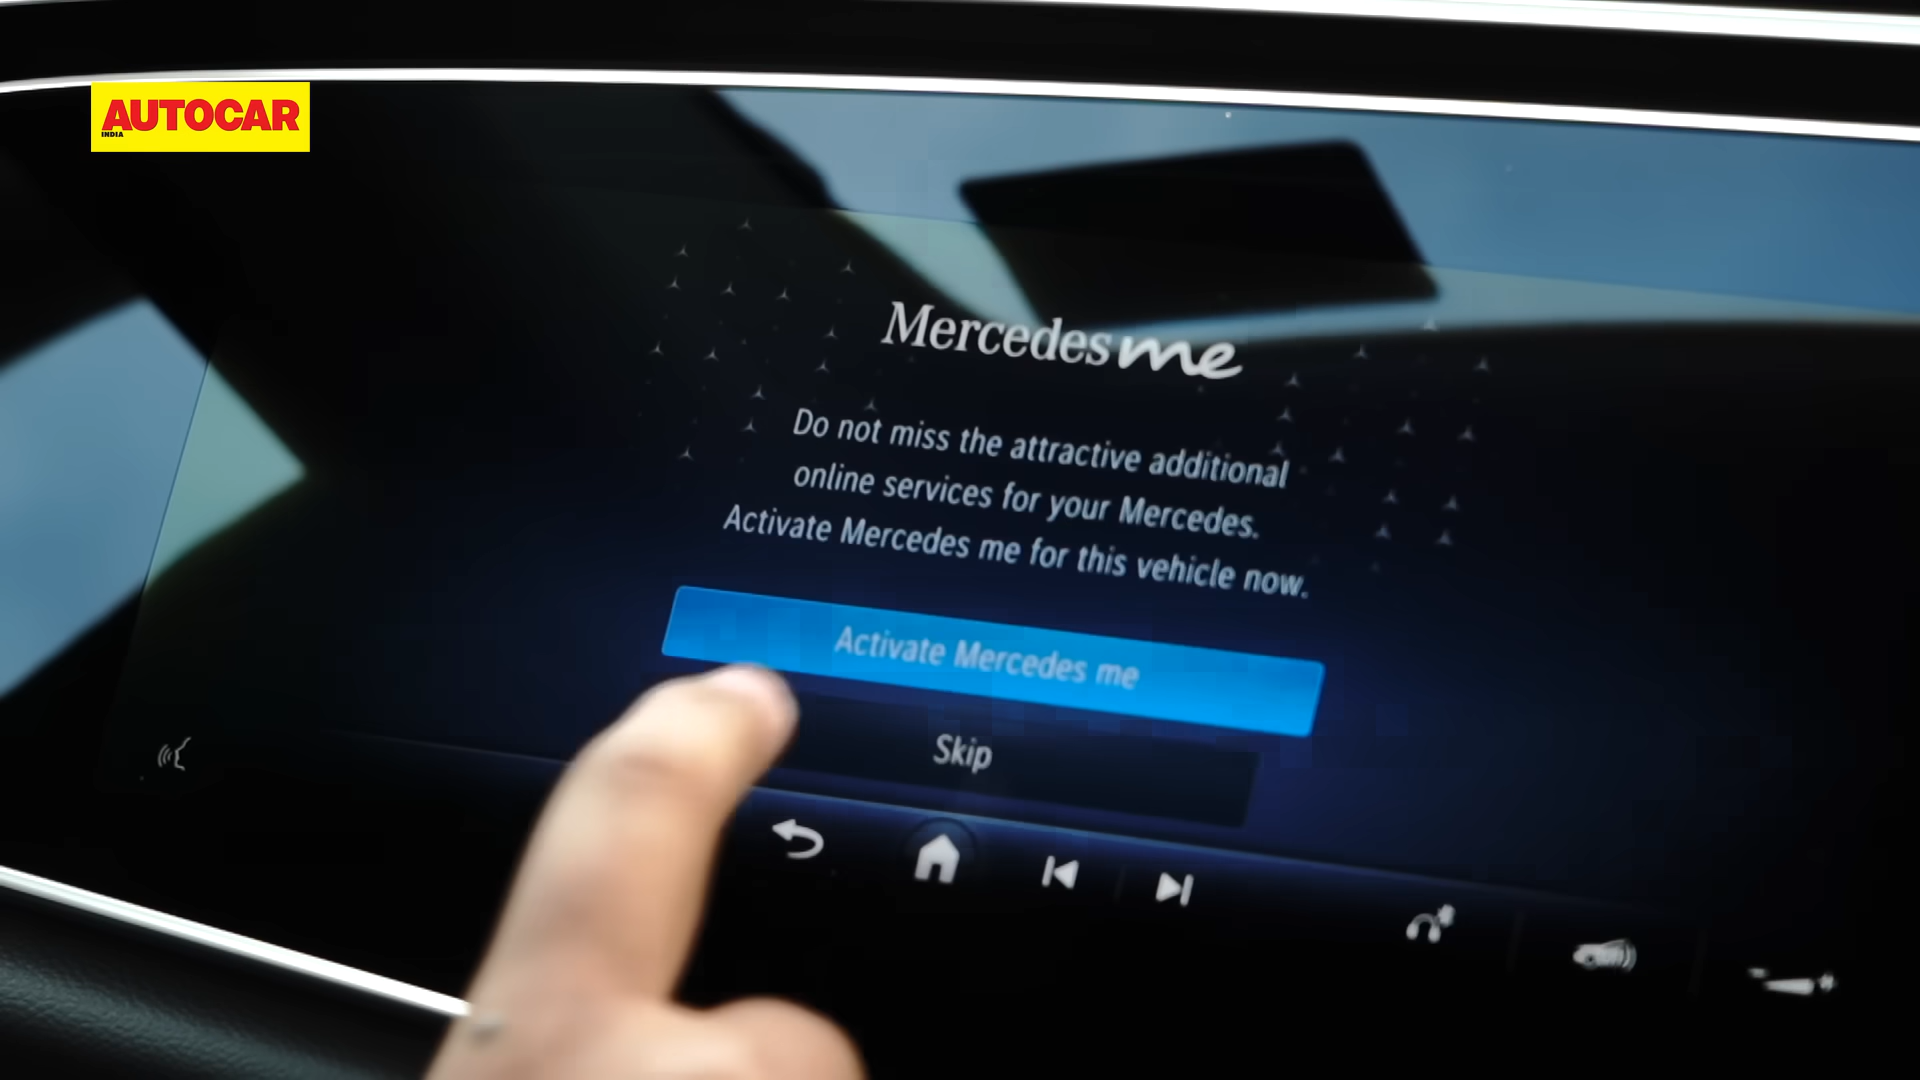 AUTOCAR
INDIA
Mercedes me
Do not miss the attractive additional
online services for your Mercedes.
Activate Mercedes me for this vehicle now.
Activate Mercedes me
Skip